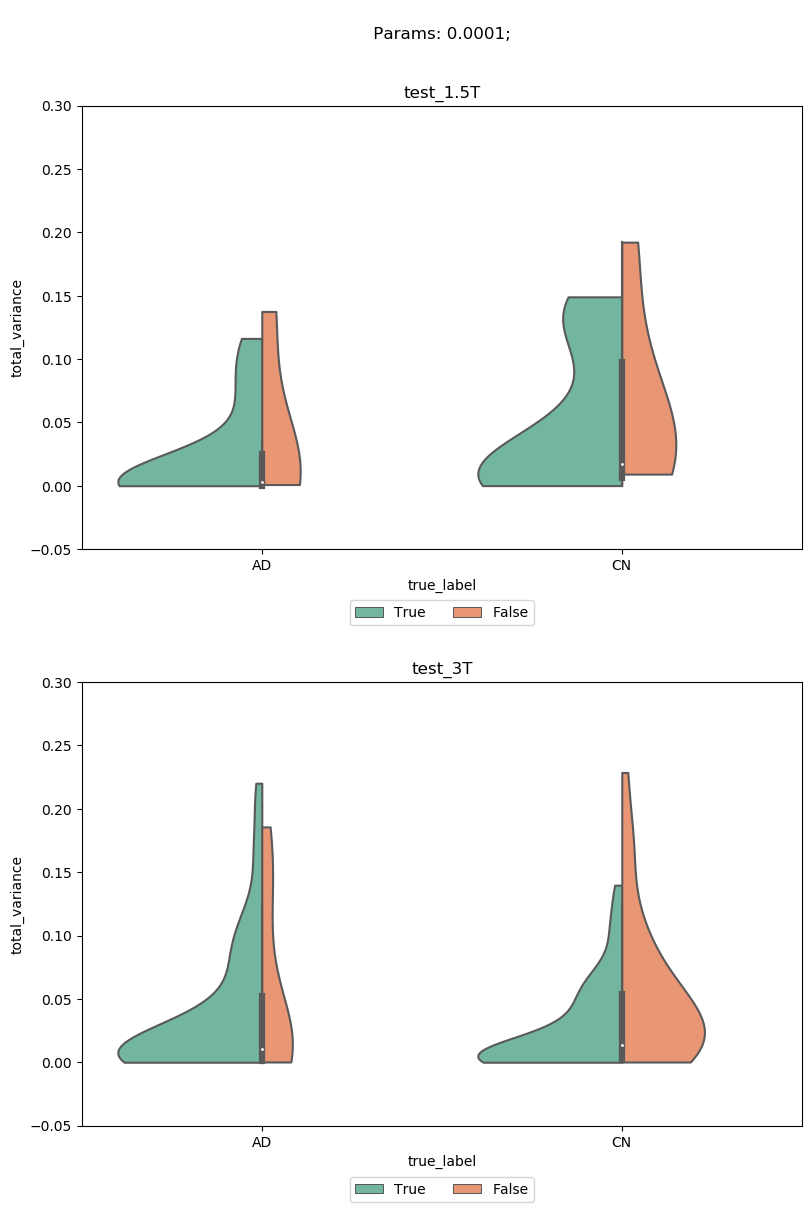 Params: 0.0001;
test_1.5T
0.30
0.25
0.20
0.15
0.10
0.05
0.00
−0.05
total_variance
AD CN
true_label
True False
test_3T
0.30
0.25
0.20
0.15
0.10
0.05
0.00
−0.05
total_variance
AD CN
true_label
True False